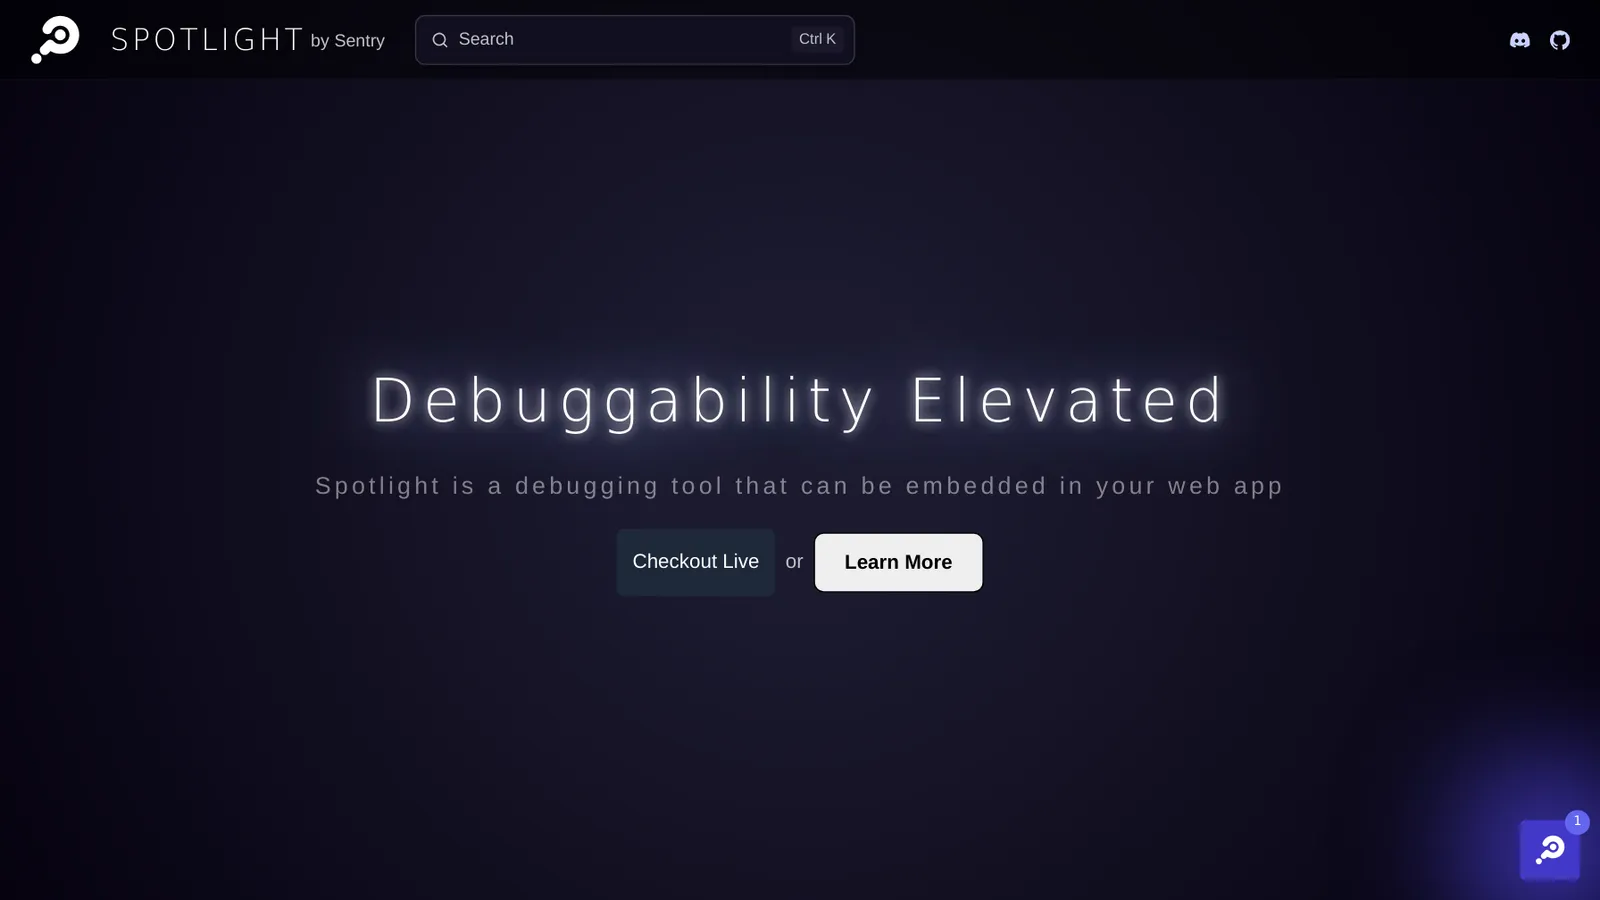 SPOTLIGHT by Sentry
Search
Ctrl K
Debuggability Elevated
Spotlight is a debugging tool that can be embedded in your web app
Checkout Live or Learn More
1